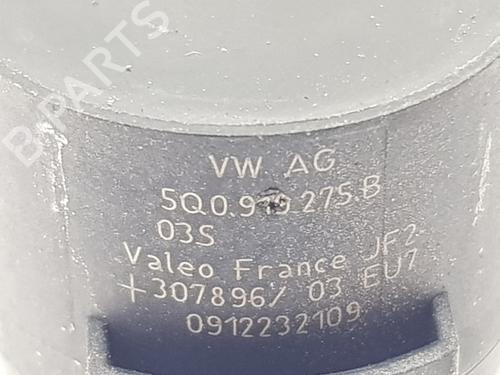 B-PARTS
VW AG
5Q0.919.275.B
03S
Valeo France JF2
+307896/ 03 EU7
0912232109